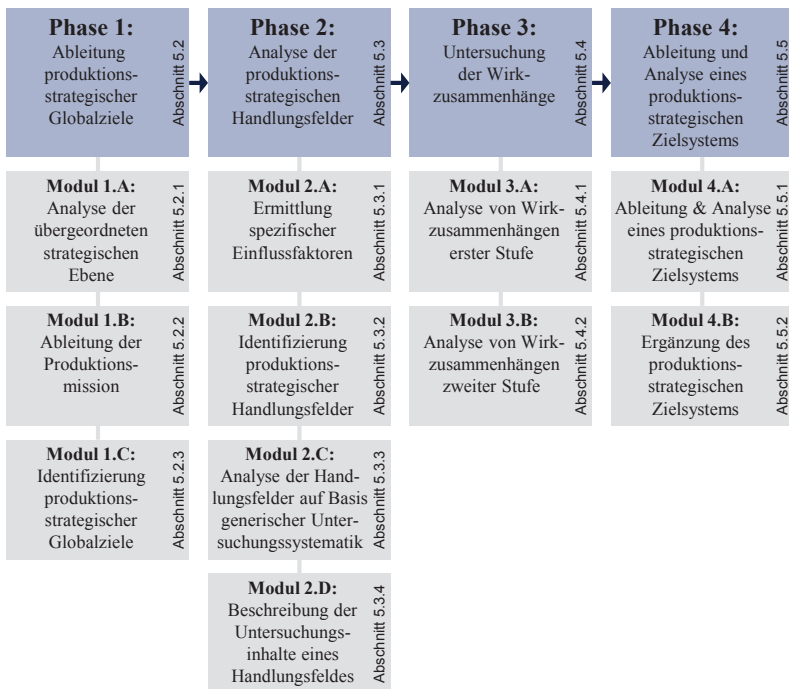 Phase 1:
Ableitung
produktions-
strategischer
Globalziele
Abschnitt 5.2
Phase 2:
Analyse der
produktions-
strategischen
Handlungsfelder
Abschnitt 5.3
Phase 3:
Untersuchung
der Wirk-
zusammenhänge
Abschnitt 5.4
Phase 4:
Ableitung und
Analyse eines
produktions-
strategischen
Zielsystems
Abschnitt 5.5
Modul 1.A:
Analyse der
übergeordneten
strategischen
Ebene
Abschnitt 5.2.1
Modul 2.A:
Ermittlung
spezifischer
Einflussfaktoren
Abschnitt 5.3.1
Modul 3.A:
Analyse von Wirk-
zusammenhängen
erster Stufe
Abschnitt 5.4.1
Modul 4.A:
Ableitung & Analyse
eines produktions-
strategischen
Zielsystems
Abschnitt 5.5.1
Modul 1.B:
Ableitung der
Produktions-
mission
Abschnitt 5.2.2
Modul 2.B:
Identifizierung
produktions-
strategischer
Handlungsfelder
Abschnitt 5.3.2
Modul 3.B:
Analyse von Wirk-
zusammenhängen
zweiter Stufe
Abschnitt 5.4.2
Modul 4.B:
Ergänzung des
produktions-
strategischen
Zielsystems
Abschnitt 5.5.2
Modul 1.C:
Identifizierung
produktions-
strategischer
Globalziele
Abschnitt 5.2.3
Modul 2.C:
Analyse der Hand-
lungsfelder auf Basis
generischer Unter-
suchungssystematik
Abschnitt 5.3.3
Modul 2.D:
Beschreibung der
Untersuchungs-
inhalte eines
Handlungsfeldes
Abschnitt 5.3.4